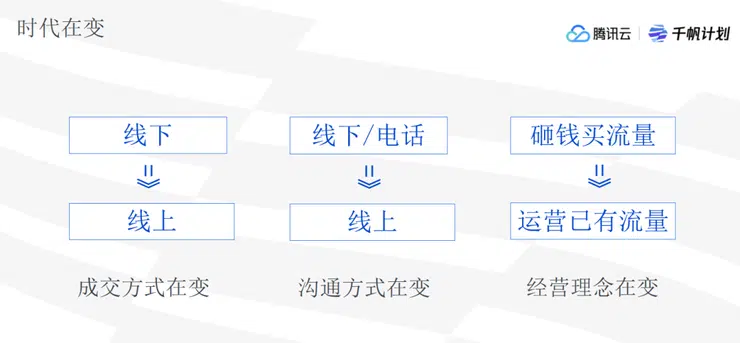 时代在变
腾讯云 千帆计划
线下 线下/电话 砸钱买流量
线上 线上 运营已有流量
成交方式在变 沟通方式在变 经营理念在变